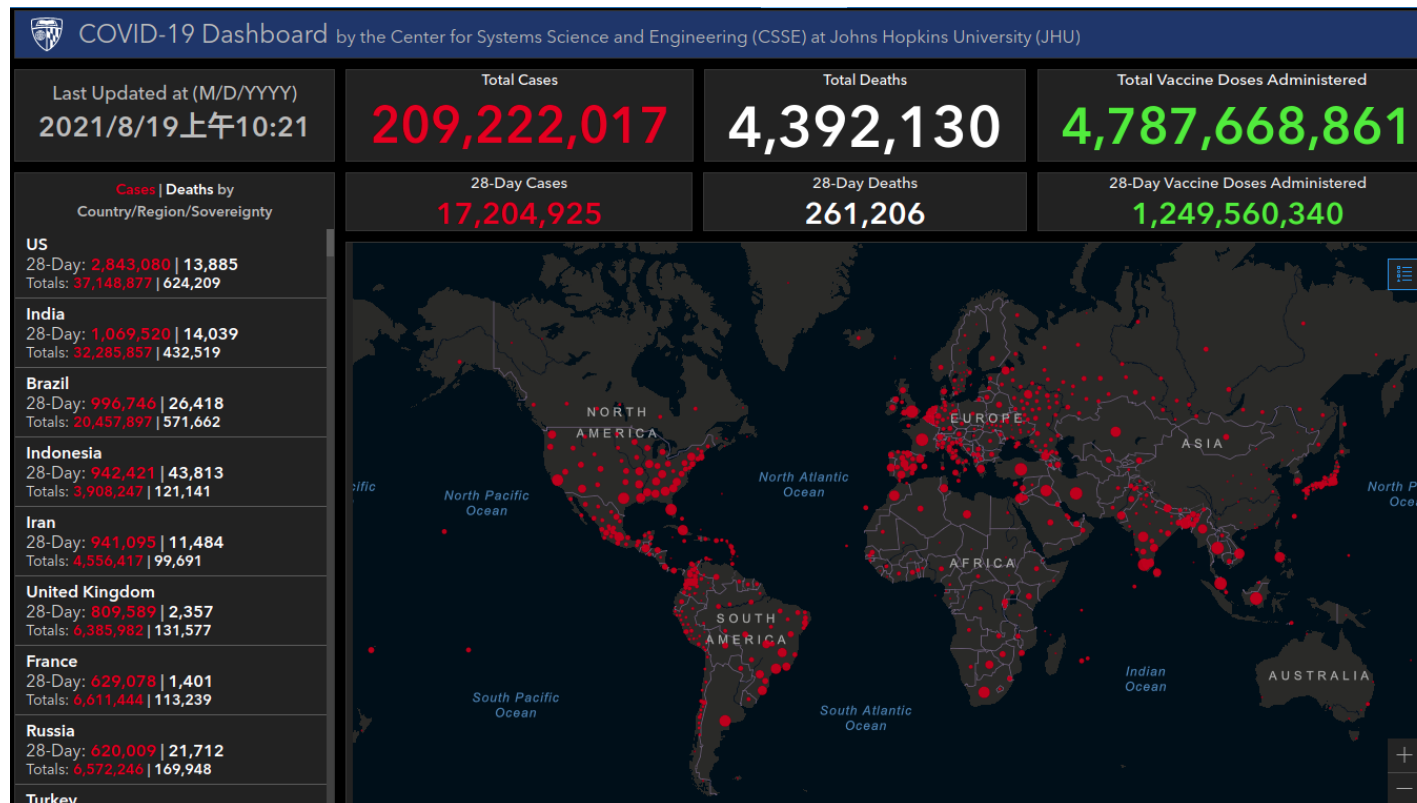 COVID-19 Dashboard by the Center for Systems Science and Engineering (CSSE) at Johns Hopkins University (JHU)
Last Updated at (M/D/YYYY)
2021/8/19上午10:21
Total Cases
209,222,017
Total Deaths
4,392,130
Total Vaccine Doses Administered
4,787,668,861
28-Day Cases
17,204,925
28-Day Deaths
261,206
28-Day Vaccine Doses Administered
1,249,560,340
Cases | Deaths by
Country/Region/Sovereignty
US
28-Day: 2,843,080 | 13,885
Totals: 37,148,877 | 624,209
India
28-Day: 1,069,520 | 14,039
Totals: 32,285,857 | 432,519
Brazil
28-Day: 996,746 | 26,418
Totals: 20,457,897 | 571,662
Indonesia
28-Day: 942,421 | 43,813
Totals: 3,908,247 | 121,141
Iran
28-Day: 941,095 | 11,484
Totals: 4,556,417 | 99,691
United Kingdom
28-Day: 809,589 | 2,357
Totals: 6,385,982 | 131,577
France
28-Day: 629,078 | 1,401
Totals: 6,611,444 | 113,239
Russia
28-Day: 620,009 | 21,712
Totals: 6,572,246 | 169,948
Turkey
NORTH
AMERICA
EUROPE
ASIA
cific
North Pacific
Ocean
North Atlantic
Ocean
North P
Ocea
AFRICA
SOUTH
AMERICA
Indian
Ocean
AUSTRALIA
South Pacific
Ocean
South Atlantic
Ocean